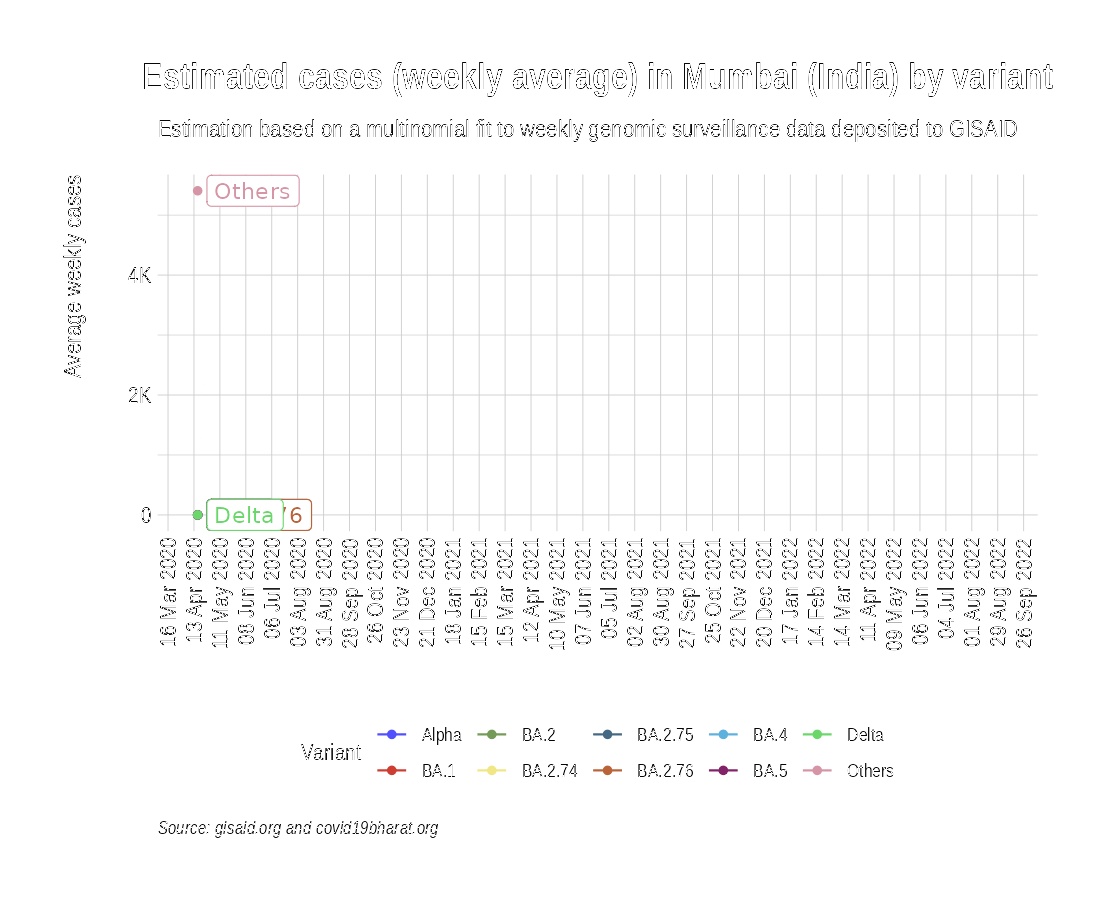 Estimated cases (weekly average) in Mumbai (India) by variant
Estimation based on a multinomial fit to weekly genomic surveillance data deposited to GISAID
Average weekly cases
Others
4K
2K
0
Delta
76
16 Mar 2020
13 Apr 2020
11 May 2020
08 Jun 2020
06 Jul 2020
03 Aug 2020
31 Aug 2020
28 Sep 2020
26 Oct 2020
23 Nov 2020
21 Dec 2020
18 Jan 2021
15 Feb 2021
15 Mar 2021
12 Apr 2021
10 May 2021
07 Jun 2021
05 Jul 2021
02 Aug 2021
30 Aug 2021
27 Sep 2021
25 Oct 2021
22 Nov 2021
20 Dec 2021
17 Jan 2022
14 Feb 2022
14 Mar 2022
11 Apr 2022
09 May 2022
06 Jun 2022
04 Jul 2022
01 Aug 2022
29 Aug 2022
26 Sep 2022
Variant
Alpha
BA.2
BA.2.75
BA.4
Delta
BA.1
BA.2.74
BA.2.76
BA.5
Others
Source: gisaid.org and covid19bharat.org